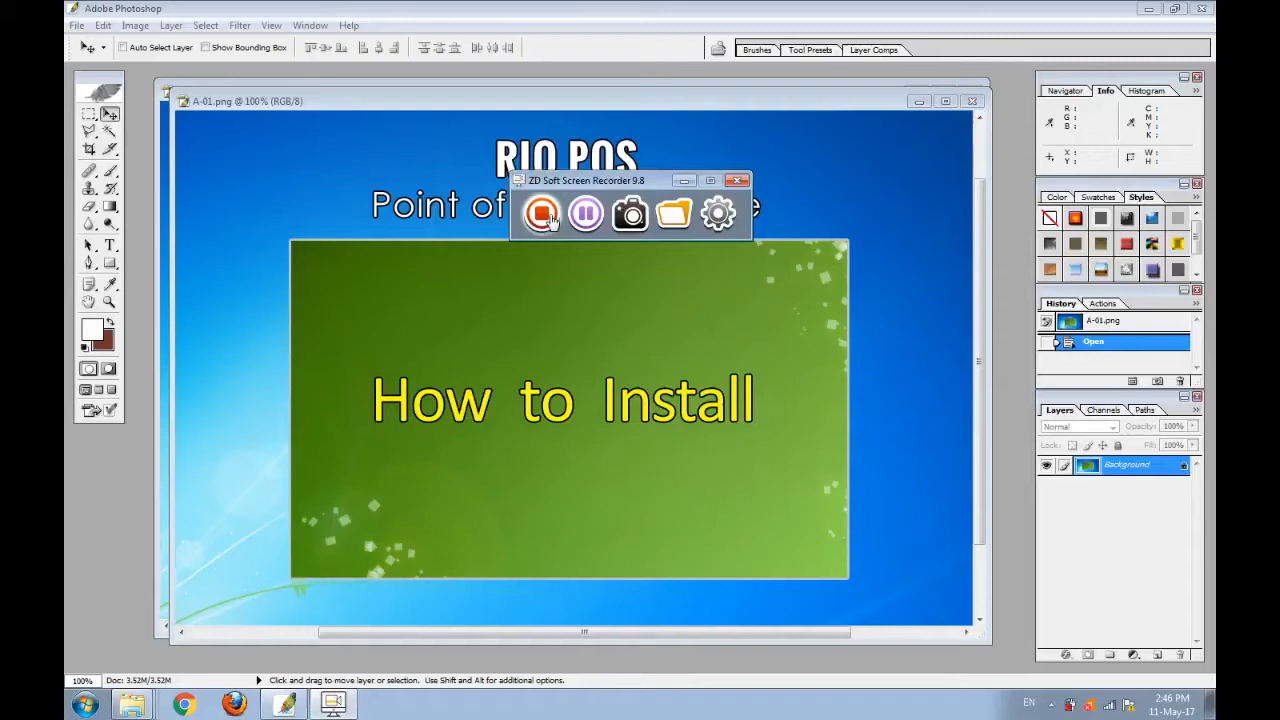 Adobe Photoshop
File Edit Image Layer Select Filter View Window Help
Auto Select Layer Show Bounding Box Brushes Tool Presets Layer Comps
A-01.png @ 100% (RGB/8)
Navigator Info Histogram
R : C :
G : M :
B : Y :
K :
X : W :
Y : H :
RIO POS
ZD Soft Screen Recorder 9.8
Point of e
Color Swatches Styles
How to Install
History Actions
A-01.png
Open
Layers Channels Paths
Normal Opacity: 100%
Lock: Fill: 100%
Background
100% Doc: 3.52M/3.52M Click and drag to move layer or selection. Use Shift and Alt for additional options.
EN 2:46 PM
11-May-17